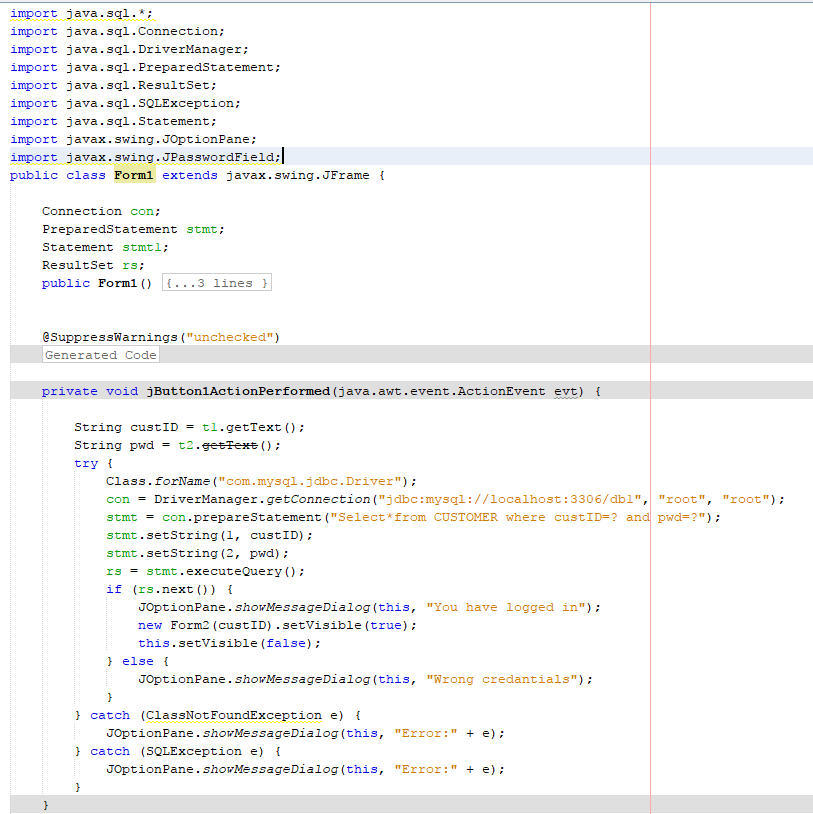 import java.sql.*;
import java.sql.Connection;
import java.sql.DriverManager;
import java.sql.PreparedStatement;
import java.sql.ResultSet;
import java.sql.SQLException;
import java.sql.Statement;
import javax.swing.JOptionPane;
import javax.swing.JPasswordField;
public class Form1 extends javax.swing.JFrame {
Connection con;
PreparedStatement stmt;
Statement stmt1;
ResultSet rs;
public Form1() {...3 lines }
@SuppressWarnings("unchecked")
Generated Code
private void jButton1ActionPerformed(java.awt.event.ActionEvent evt) {
String custID = t1.getText();
String pwd = t2.getText();
try {
Class.forName("com.mysql.jdbc.Driver");
con = DriverManager.getConnection("jdbc:mysql://localhost:3306/db1", "root", "root");
stmt = con.prepareStatement("Select*from CUSTOMER where custID=? and pwd=?");
stmt.setString(1, custID);
stmt.setString(2, pwd);
rs = stmt.executeQuery();
if (rs.next()) {
JOptionPane.showMessageDialog(this, "You have logged in");
new Form2(custID).setVisible(true);
this.setVisible(false);
} else {
JOptionPane.showMessageDialog(this, "Wrong credantials");
}
} catch (ClassNotFoundException e) {
JOptionPane.showMessageDialog(this, "Error:" + e);
} catch (SQLException e) {
JOptionPane.showMessageDialog(this, "Error:" + e);
}
}